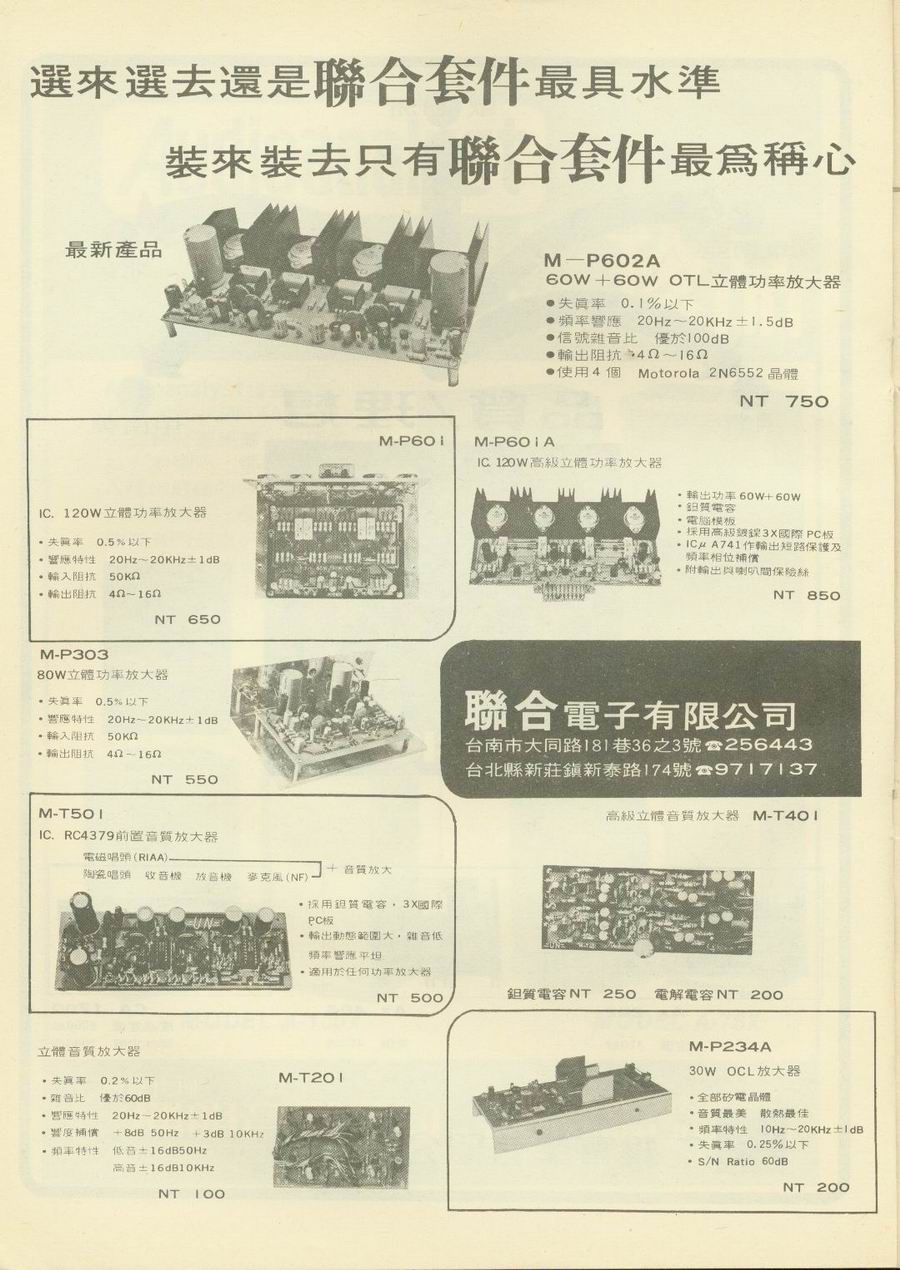 選來選去還是聯合套件最具水準
裝來裝去只有聯合套件最為稱心
最新產品
M—P602A
60W+60W OTL立體功率放大器
●失眞率 0.1%以下
●頻率響應 20Hz~20KHz±1.5dB
●信號雜音比 優於100dB
●輸出阻抗 4Ω~16Ω
●使用4個 Motorola 2N6552晶體
NT 750
M-P601
IC. 120W立體功率放大器
•失眞率 0.5%以下
•響應特性 20Hz~20KHz±1dB
•輸入阻抗 50KΩ
•輸出阻抗 4Ω~16Ω
NT 650
M-P601A
IC. 120W高級立體功率放大器
•輸出功率60W+60W
•鉭質電容
•電腦模板
•採用高級鍍鎳3X國際PC板
•ICμA741作輸出短路保護及
頻率相位補償
•附輸出與喇叭間保險絲
NT 850
M-P303
80W立體功率放大器
•失眞率 0.5%以下
•響應特性 20Hz~20KHz±1dB
•輸入阻抗 50KΩ
•輸出阻抗 4Ω~16Ω
NT 550
聯合電子有限公司
台南市大同路181巷36之3號☎256443
台北縣新莊鎮新泰路174號☎9717137
M-T501
IC. RC4379前置音質放大器
電磁唱頭(RIAA)
陶瓷唱頭 收音機 放音機 麥克風(NF)
+音質放大
•採用鉭質電容,3X國際
PC板
•輸出動態範圍大,雜音低
頻率響應平坦
•適用於任何功率放大器
NT 500
高級立體音質放大器 M-T401
-UN-
-UN-
鉭質電容NT 250 電解電容NT 200
立體音質放大器
M-T201
•失眞率 0.2%以下
•雜音比 優於60dB
•響應特性 20Hz~20KHz±1dB
•響度補償 +8dB 50Hz +3dB 10KHz
•頻率特性 低音±16dB50Hz
高音±16dB10KHz
NT 100
M-P234A
30W OCL放大器
•全部矽電晶體
•音質最美 散熱最佳
•頻率特性 10Hz~20KHz±1dB
•失眞率 0.25%以下
•S/N Ratio 60dB
NT 200